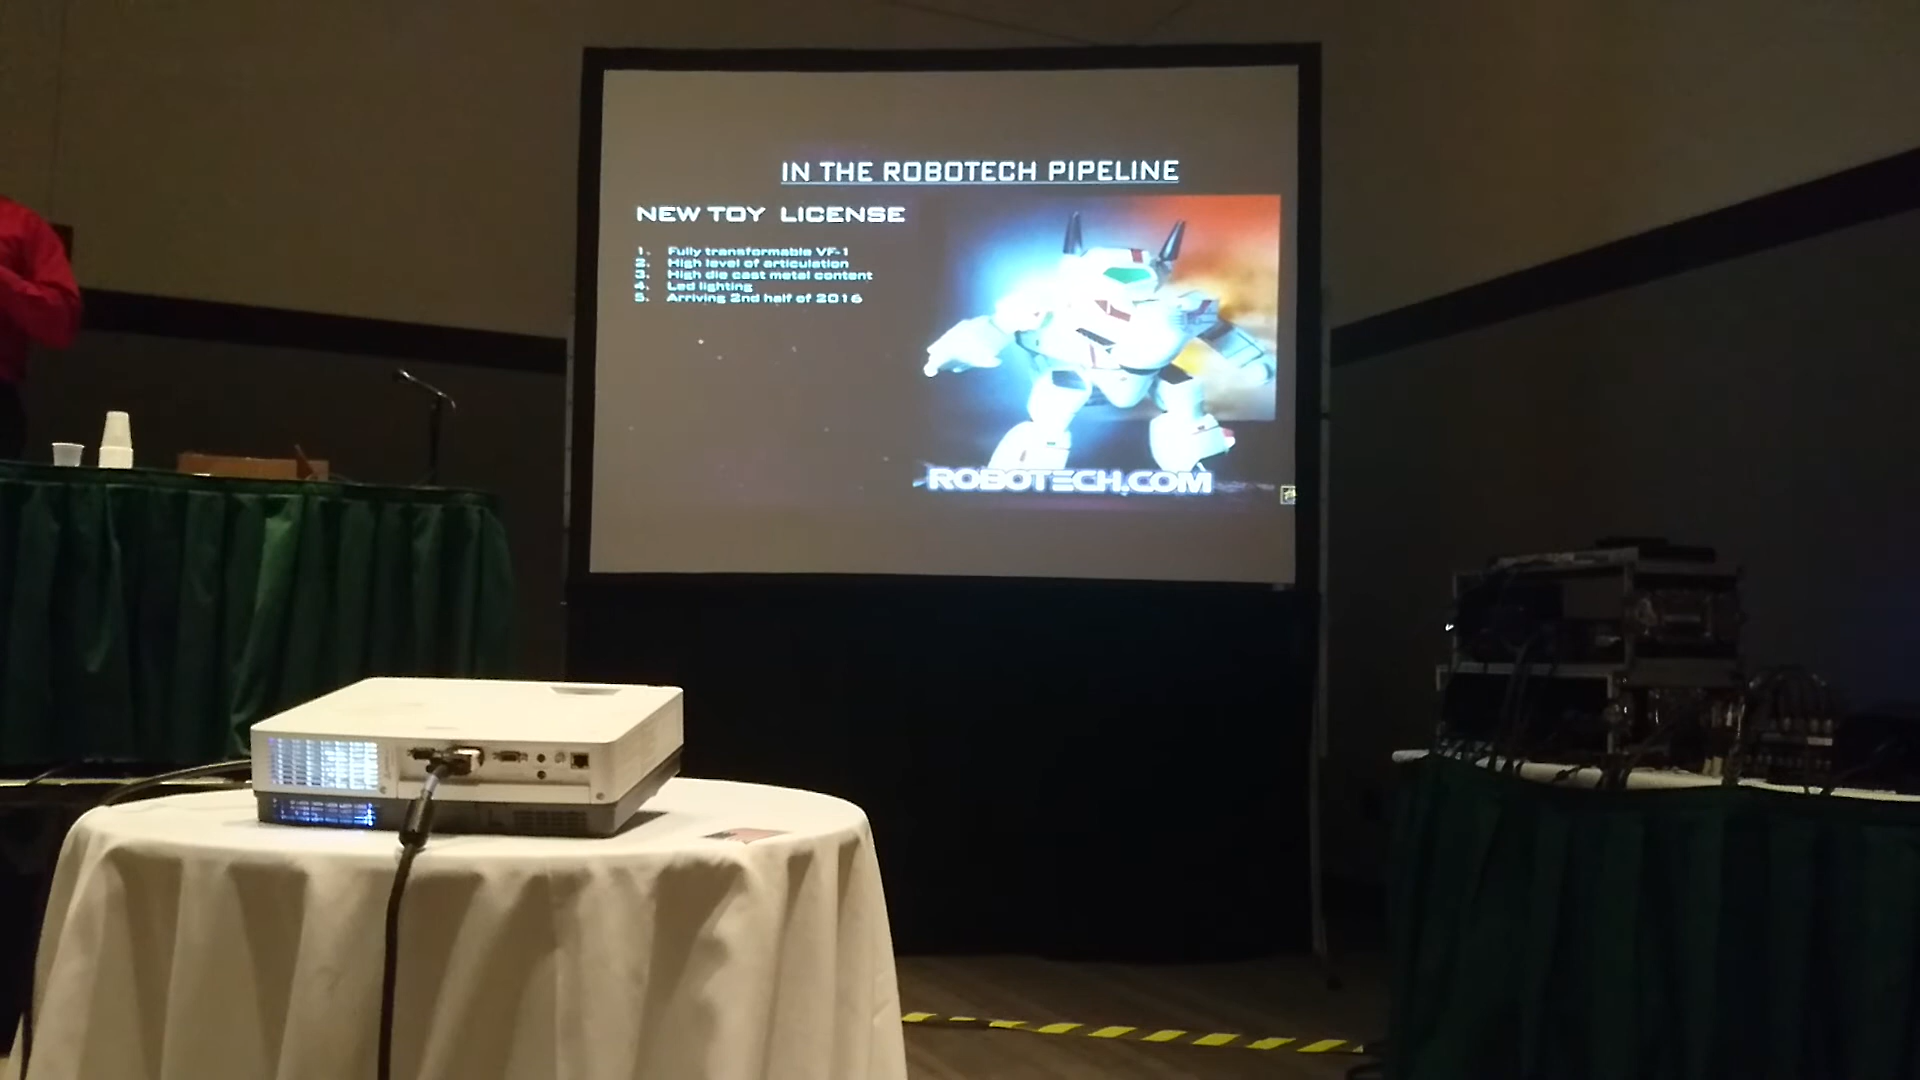 IN THE ROBOTECH PIPELINE
NEW TOY LICENSE
1. Fully transformable VF-1
2. High level of articulation
3. High die cast metal content
4. Led lighting
5. Arriving 2nd half of 2016
ROBOTECH.COM